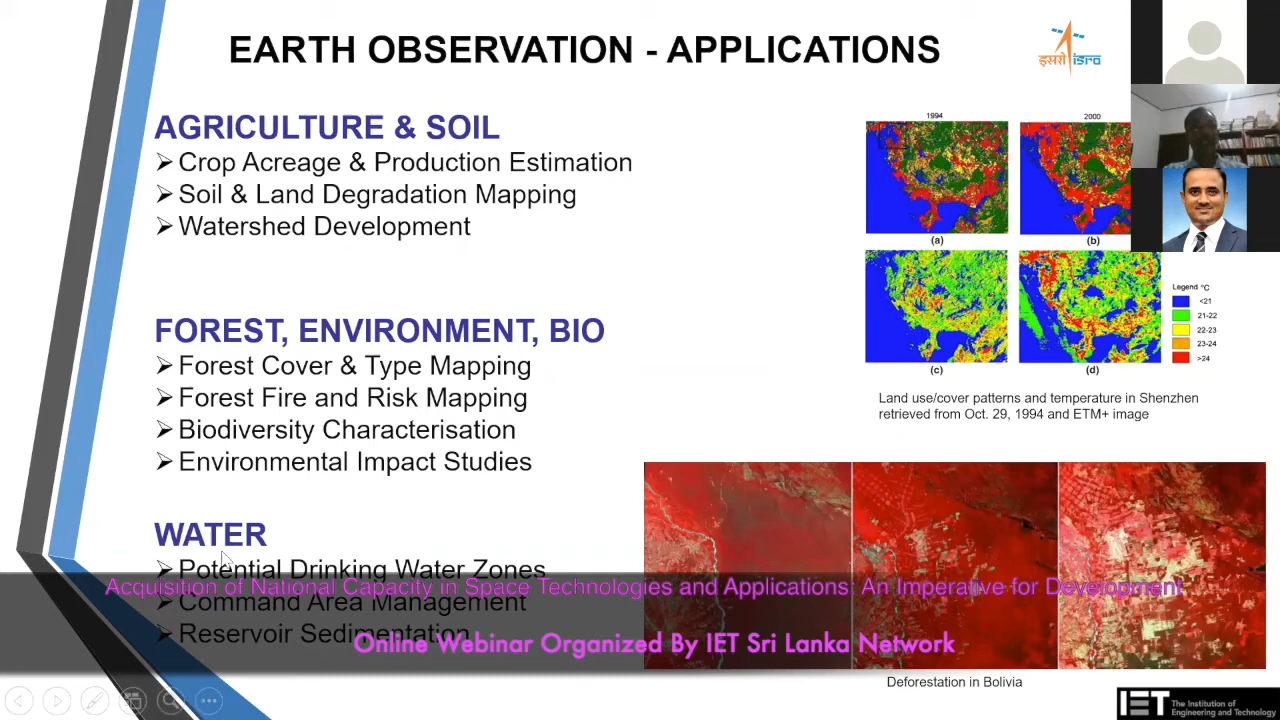 EARTH OBSERVATION - APPLICATIONS
इसरो isro
AGRICULTURE & SOIL
Crop Acreage & Production Estimation
Soil & Land Degradation Mapping
Watershed Development
FOREST, ENVIRONMENT, BIO
Forest Cover & Type Mapping
Forest Fire and Risk Mapping
Biodiversity Characterisation
Environmental Impact Studies
WATER
Potential Drinking Water Zones
Command Area Management
Reservoir Sedimentation
1994
2000
(a)
(b)
(c)
(d)
Legend °C
<21
21-22
22-23
23-24
>24
Land use/cover patterns and temperature in Shenzhen
retrieved from Oct. 29, 1994 and ETM+ image
Deforestation in Bolivia
Acquisition of National Capacity in Space Technologies and Applications: An Imperative for Development
Online Webinar Organized By IET Sri Lanka Network
IET The Institution of
Engineering and Technology